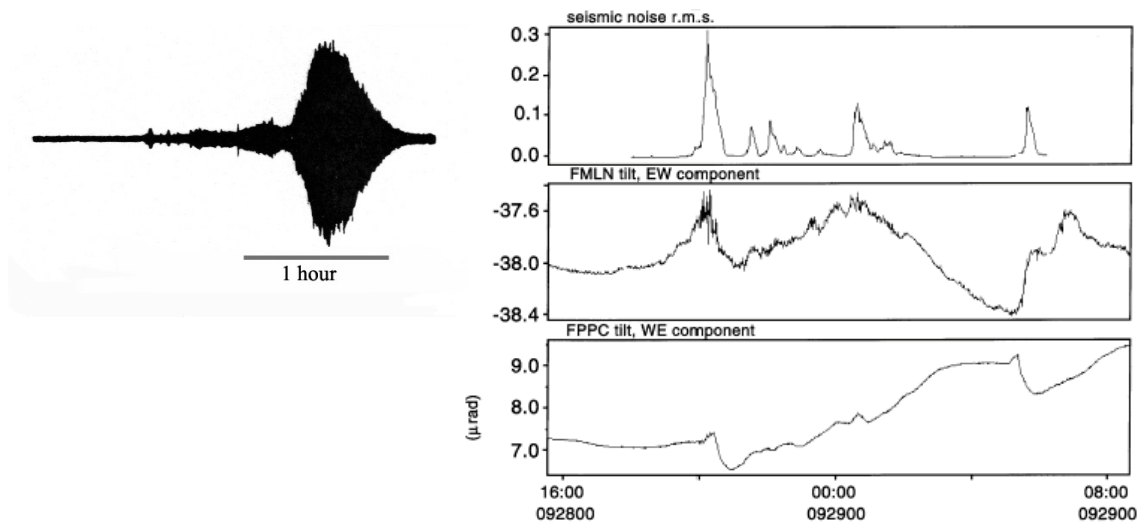 1 hour
seismic noise r.m.s.
0.3
0.2
0.1
0.0
FMLN tilt, EW component
-37.6
-38.0
-38.4
FPPC tilt, WE component
9.0
8.0
7.0
(μrad)
16:00 00:00 08:00
092800 092900 092900